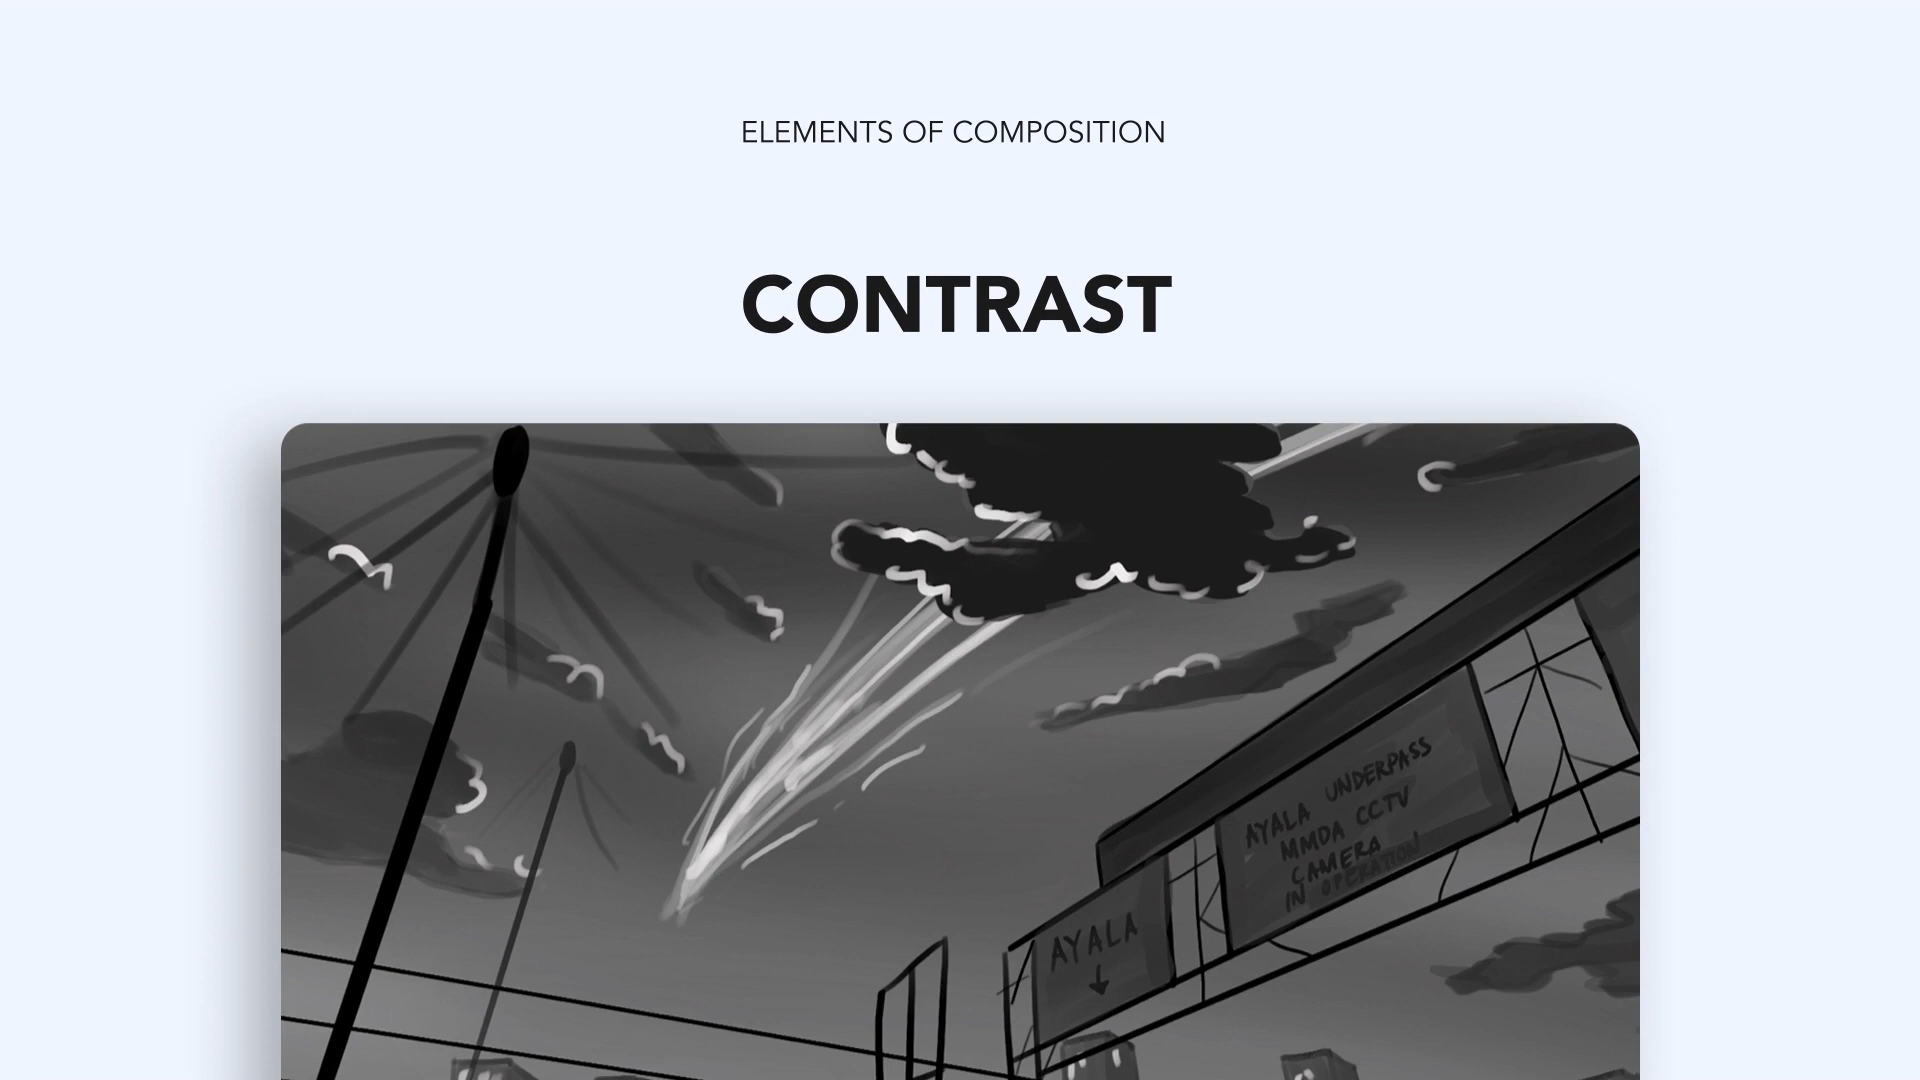 ELEMENTS OF COMPOSITION
CONTRAST
AYALA UNDERPASS
MMDA CCTV
CAMERA
IN OPERATION
AYALA
↓